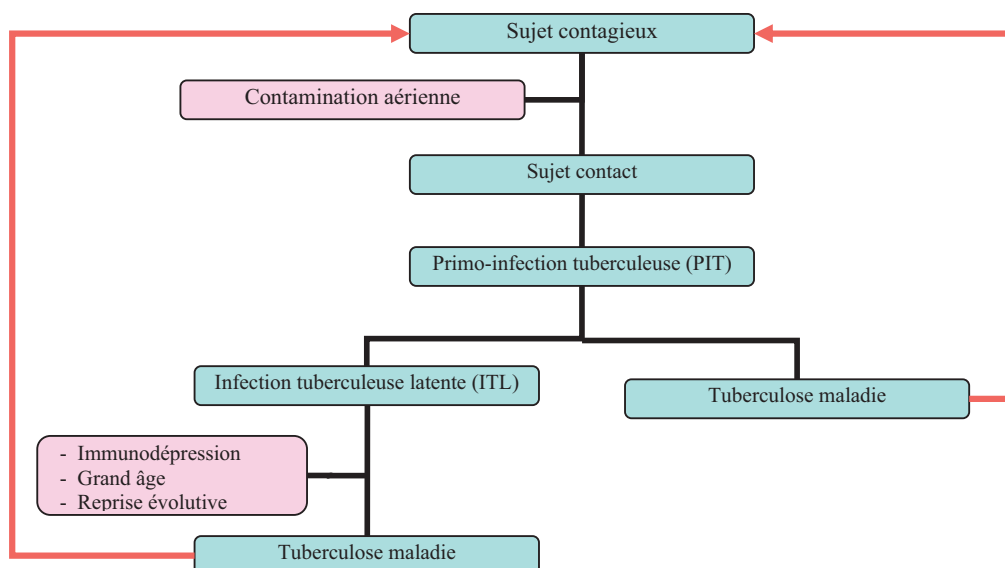 Sujet contagieux
Contamination aérienne
Sujet contact
Primo-infection tuberculeuse (PIT)
Infection tuberculeuse latente (ITL)
Tuberculose maladie
- Immunodépression
- Grand âge
- Reprise évolutive
Tuberculose maladie